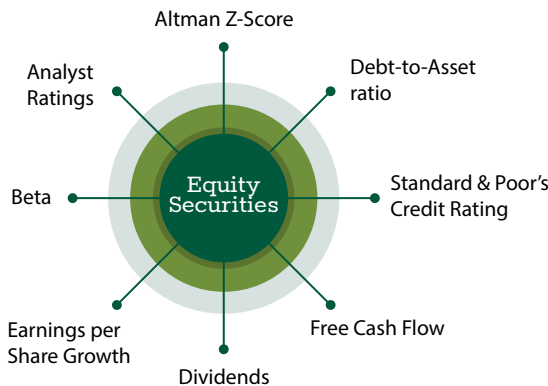 Altman Z-Score
Analyst
Ratings
Debt-to-Asset
ratio
Beta
Equity
Securities
Standard & Poor's
Credit Rating
Earnings per
Share Growth
Free Cash Flow
Dividends